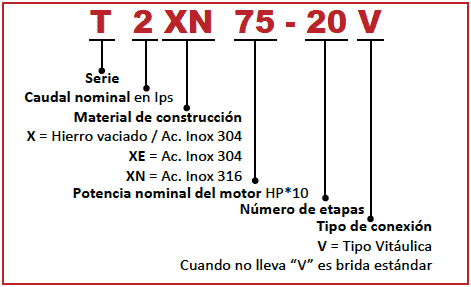 T 2 XN 75 - 20 V
Serie
Caudal nominal en lps
Material de construcción
X = Hierro vaciado / Ac. Inox 304
XE = Ac. Inox 304
XN = Ac. Inox 316
Potencia nominal del motor HP*10
Número de etapas
Tipo de conexión
V = Tipo Vitáulica
Cuando no lleva “V” es brida estándar